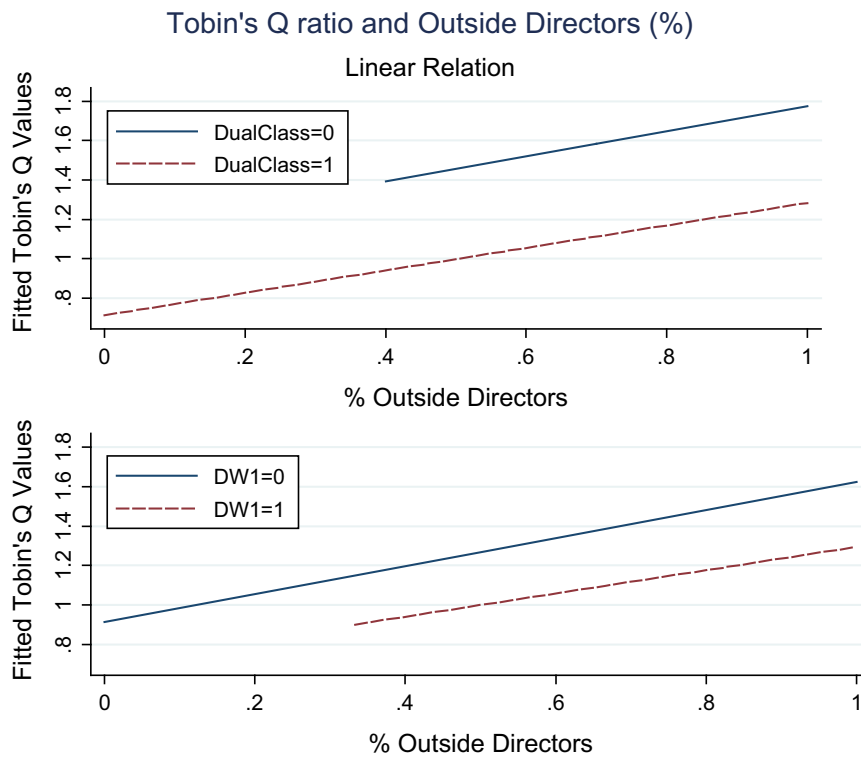 Tobin's Q ratio and Outside Directors (%)
Linear Relation
Fitted Tobin's Q Values
1.8
1.6
1.4
1.2
1
.8
DualClass=0
DualClass=1
0 .2 .4 .6 .8 1
% Outside Directors
Fitted Tobin's Q Values
1.8
1.6
1.4
1.2
1
.8
DW1=0
DW1=1
0 .2 .4 .6 .8 1
% Outside Directors